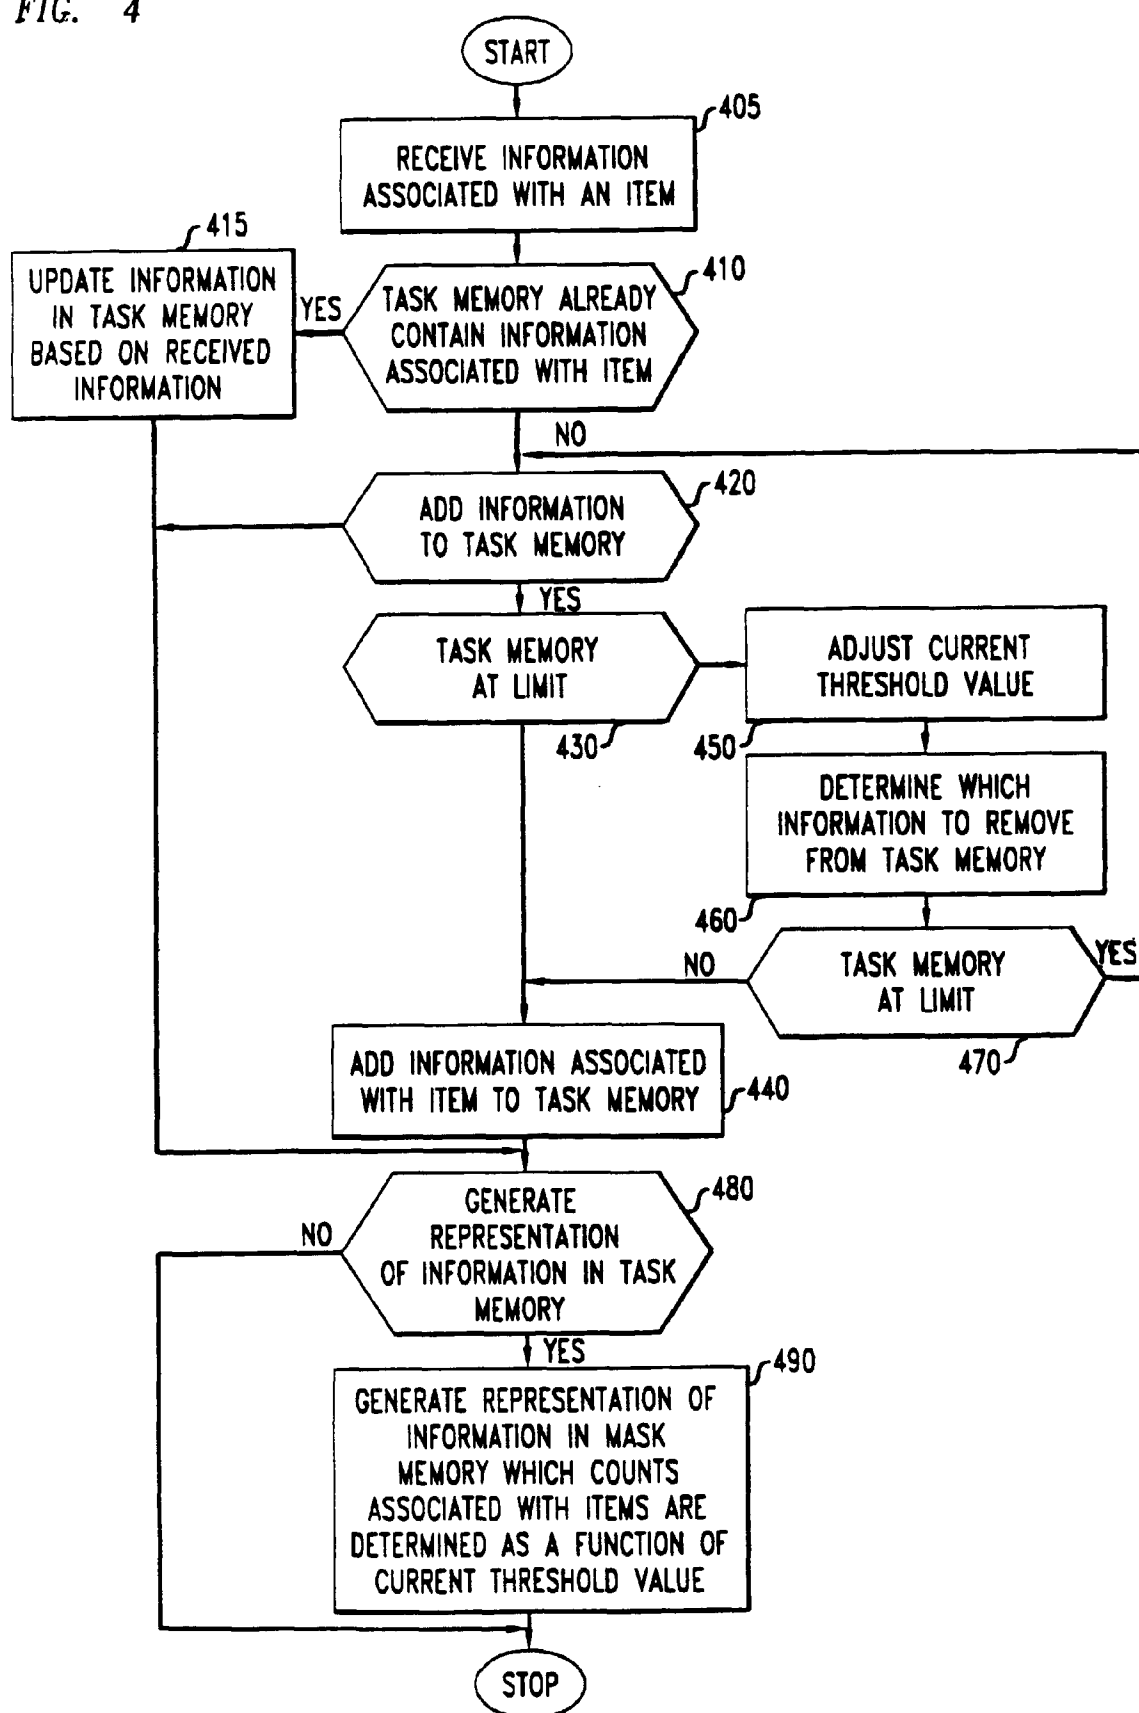 FIG. 4
START
405
RECEIVE INFORMATION
ASSOCIATED WITH AN ITEM
415
UPDATE INFORMATION
IN TASK MEMORY
BASED ON RECEIVED
INFORMATION
YES
410
TASK MEMORY ALREADY
CONTAIN INFORMATION
ASSOCIATED WITH ITEM
NO
420
ADD INFORMATION
TO TASK MEMORY
YES
TASK MEMORY
AT LIMIT
430
ADJUST CURRENT
THRESHOLD VALUE
450
DETERMINE WHICH
INFORMATION TO REMOVE
FROM TASK MEMORY
460
NO
TASK MEMORY
AT LIMIT
YES
470
ADD INFORMATION ASSOCIATED
WITH ITEM TO TASK MEMORY
440
GENERATE
REPRESENTATION
OF INFORMATION IN TASK
MEMORY
480
NO
YES
490
GENERATE REPRESENTATION OF
INFORMATION IN MASK
MEMORY WHICH COUNTS
ASSOCIATED WITH ITEMS ARE
DETERMINED AS A FUNCTION OF
CURRENT THRESHOLD VALUE
STOP